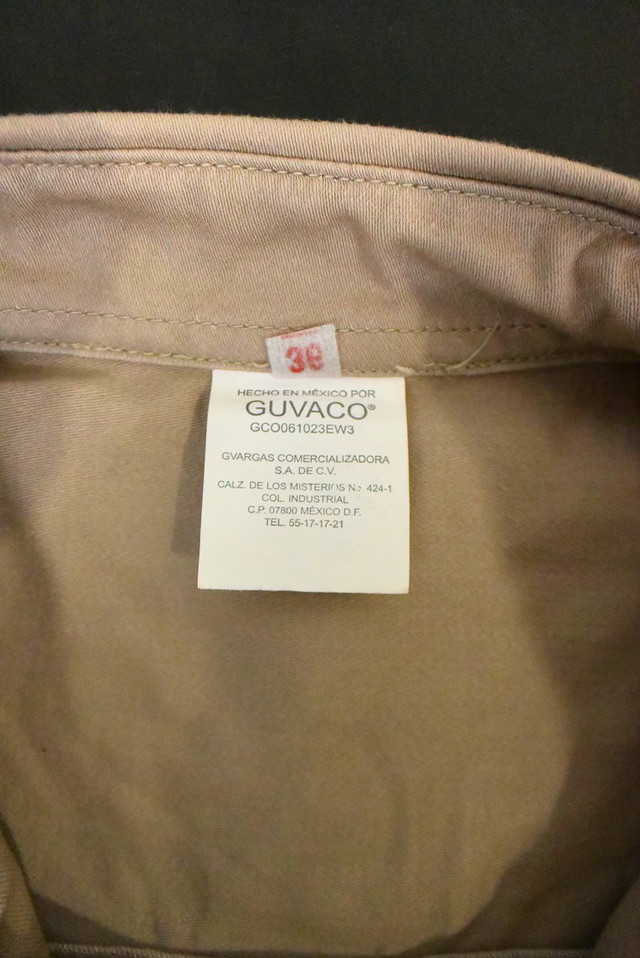 38
HECHO EN MÉXICO POR
GUVACO®
GCO061023EW3
GVARGAS COMERCIALIZADORA
S.A. DE C.V.
CALZ. DE LOS MISTERIOS No. 424-1
COL. INDUSTRIAL
C.P. 07800 MÉXICO D.F.
TEL. 55-17-17-21